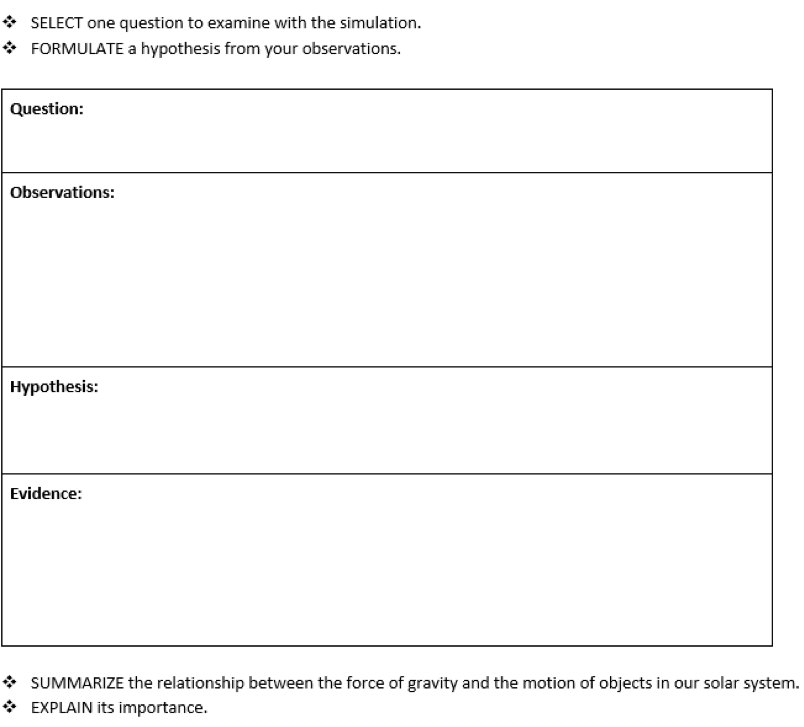 ❖ SELECT one question to examine with the simulation.
❖ FORMULATE a hypothesis from your observations.
Question:
Observations:
Hypothesis:
Evidence:
❖ SUMMARIZE the relationship between the force of gravity and the motion of objects in our solar system.
❖ EXPLAIN its importance.